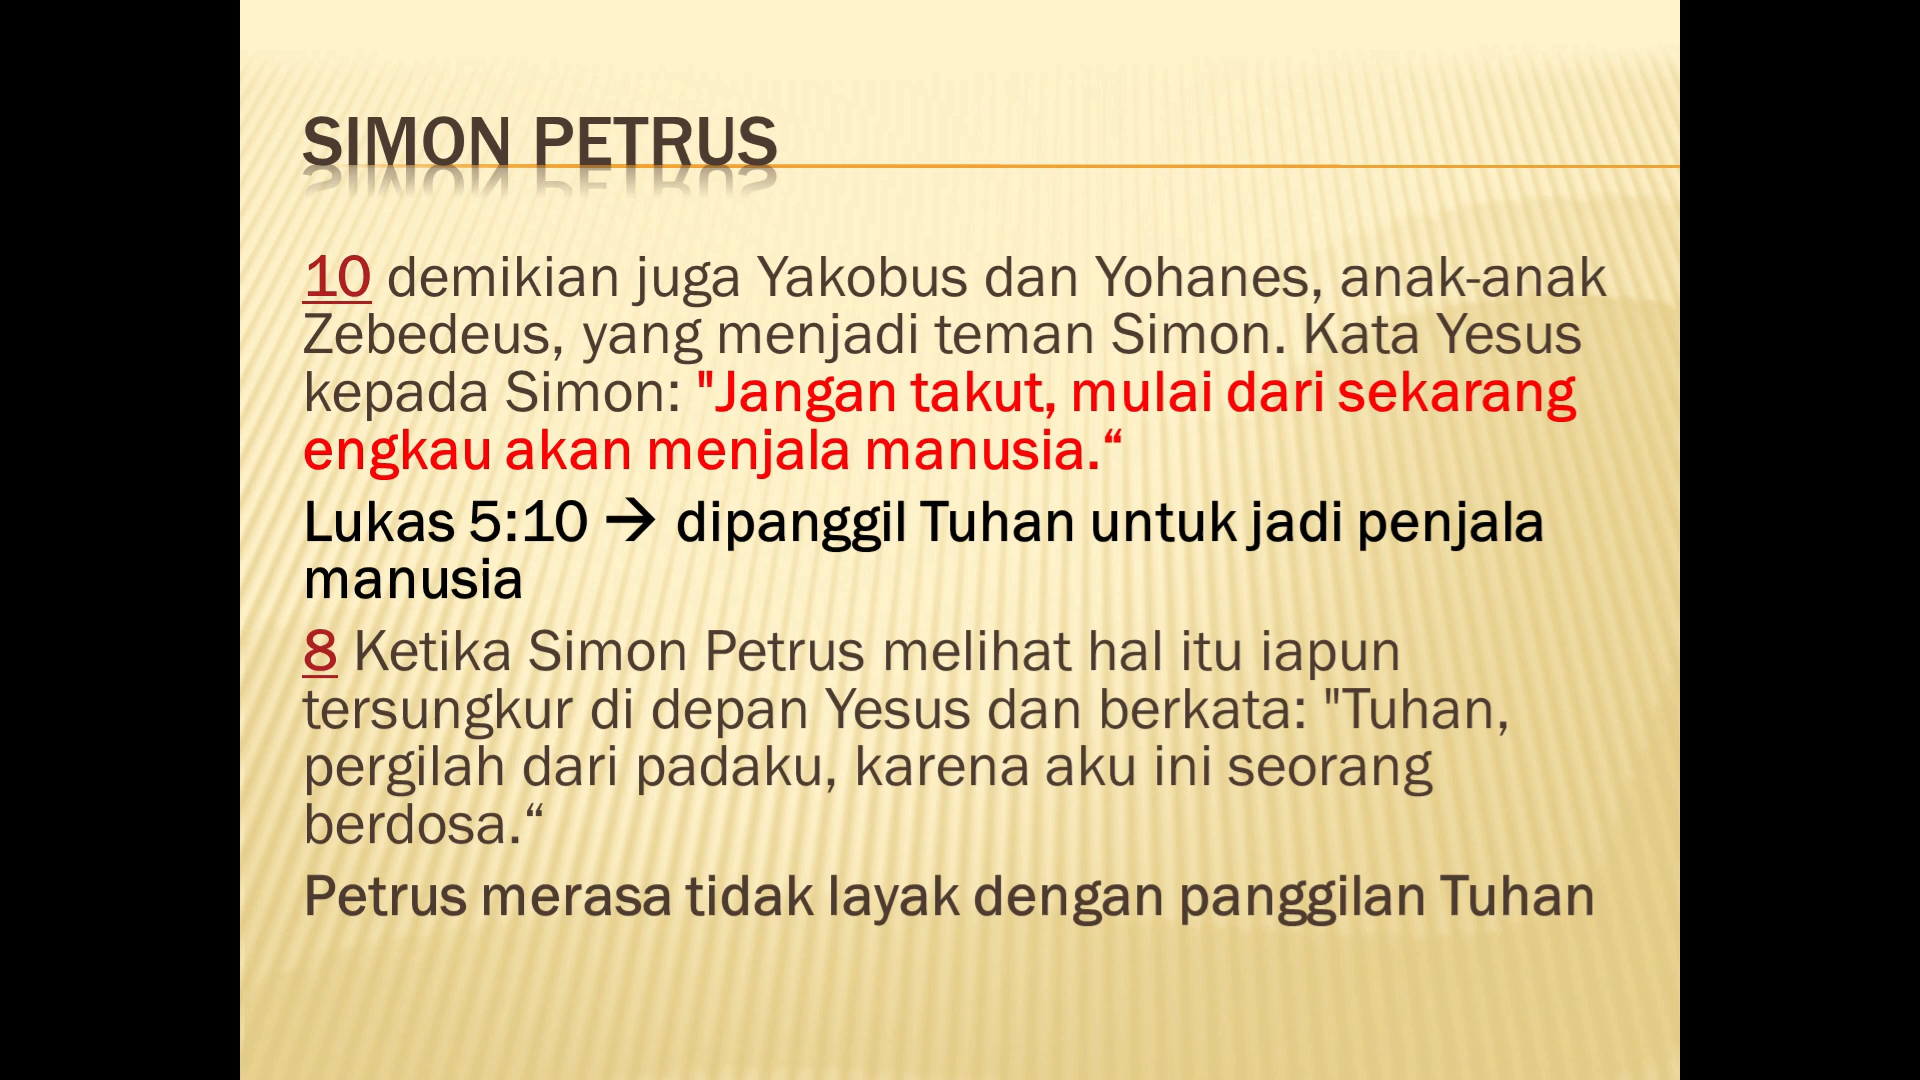 SIMON PETRUS
10 demikian juga Yakobus dan Yohanes, anak-anak
Zebedeus, yang menjadi teman Simon. Kata Yesus
kepada Simon: "Jangan takut, mulai dari sekarang
engkau akan menjala manusia.“
Lukas 5:10 → dipanggil Tuhan untuk jadi penjala
manusia
8 Ketika Simon Petrus melihat hal itu iapun
tersungkur di depan Yesus dan berkata: "Tuhan,
pergilah dari padaku, karena aku ini seorang
berdosa.“
Petrus merasa tidak layak dengan panggilan Tuhan